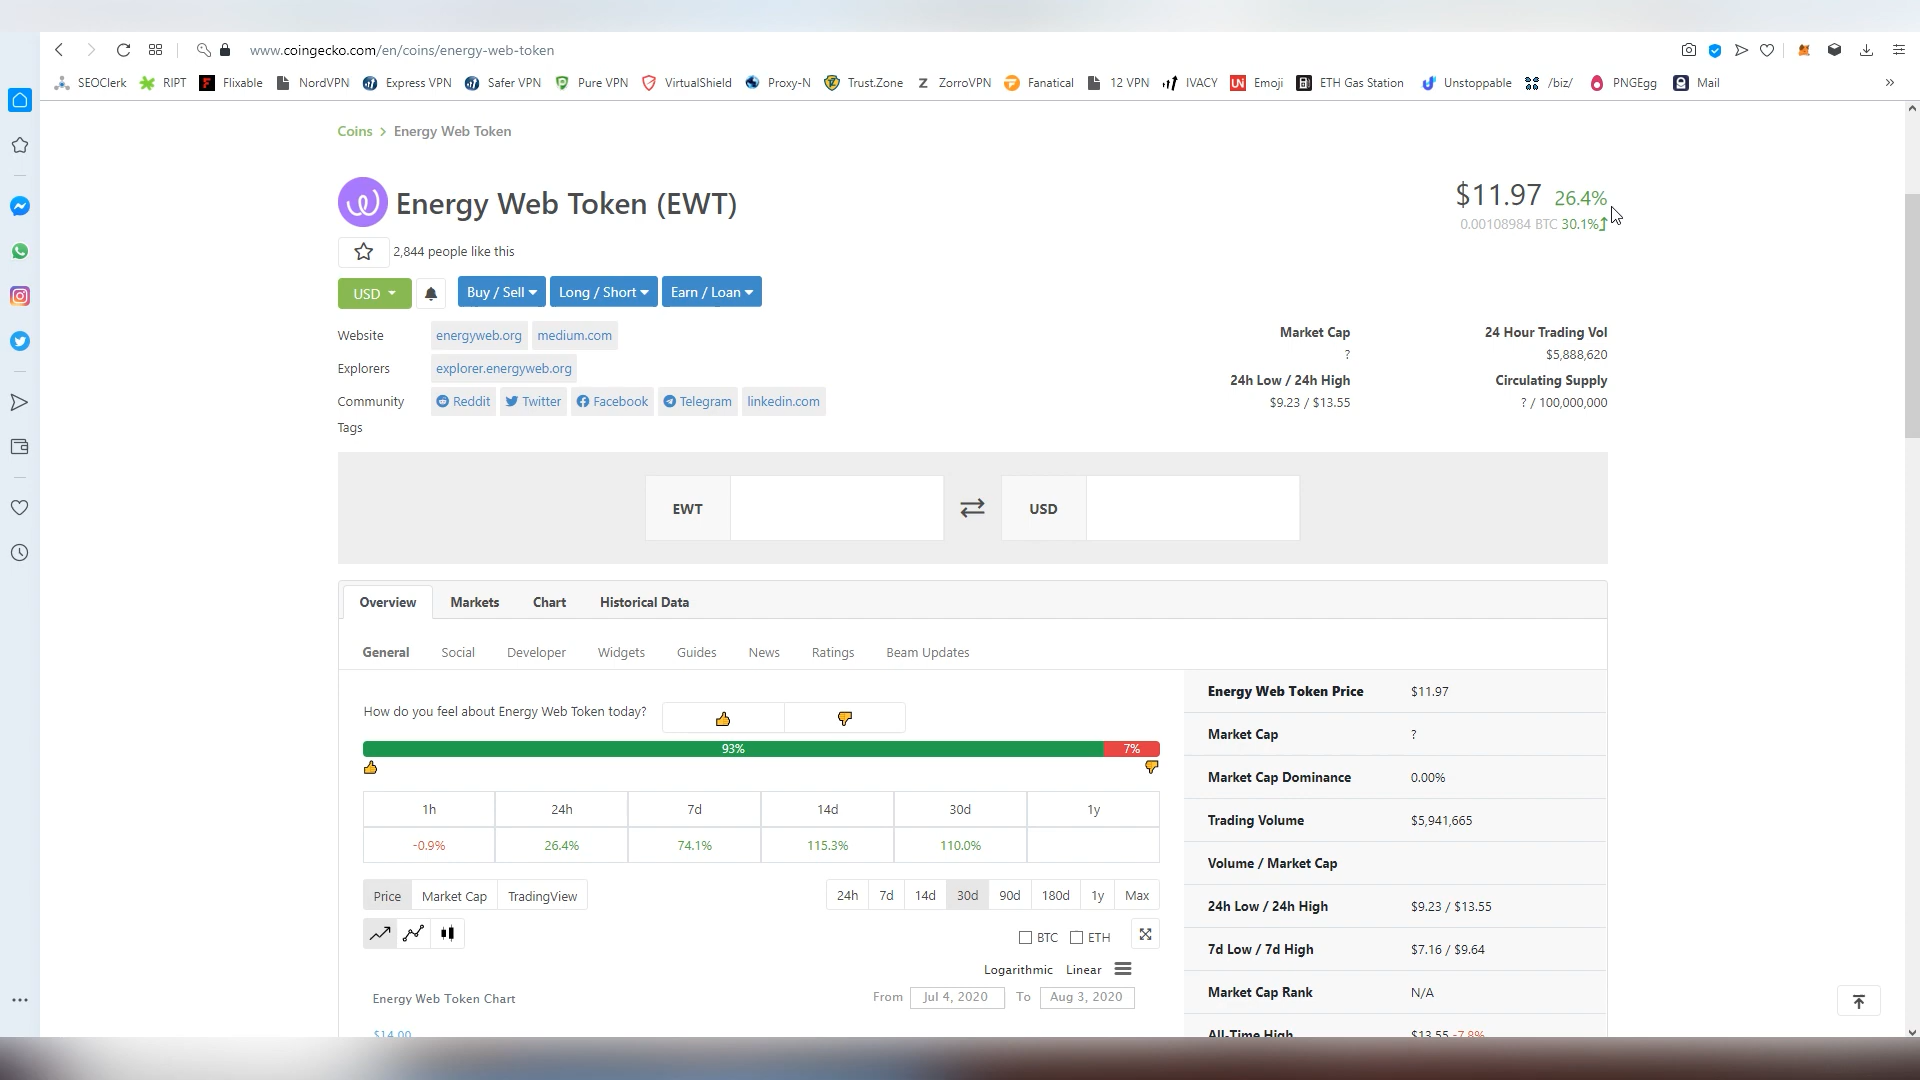 www.coingecko.com/en/coins/energy-web-token
SEOClerk RIPT Flixable NordVPN Express VPN Safer VPN Pure VPN VirtualShield Proxy-N Trust.Zone ZorroVPN Fanatical 12 VPN IVACY Emoji ETH Gas Station Unstoppable /biz/ PNGEgg Mail »
Coins > Energy Web Token
Energy Web Token (EWT)
$11.97 26.4%
0.00108984 BTC 30.1%
2,844 people like this
USD Buy / Sell Long / Short Earn / Loan
Website energyweb.org medium.com
Explorers explorer.energyweb.org
Community Reddit Twitter Facebook Telegram linkedin.com
Tags
Market Cap 24 Hour Trading Vol
? $5,888,620
24h Low / 24h High Circulating Supply
$9.23 / $13.55 ? / 100,000,000
EWT USD
Overview Markets Chart Historical Data
General Social Developer Widgets Guides News Ratings Beam Updates
How do you feel about Energy Web Token today?
93% 7%
1h 24h 7d 14d 30d 1y
-0.9% 26.4% 74.1% 115.3% 110.0%
Price Market Cap TradingView 24h 7d 14d 30d 90d 180d 1y Max
BTC ETH
Logarithmic Linear
Energy Web Token Chart From Jul 4, 2020 To Aug 3, 2020
$14.00
Energy Web Token Price $11.97
Market Cap ?
Market Cap Dominance 0.00%
Trading Volume $5,941,665
Volume / Market Cap
24h Low / 24h High $9.23 / $13.55
7d Low / 7d High $7.16 / $9.64
Market Cap Rank N/A
All-Time High $13.55 -7.8%